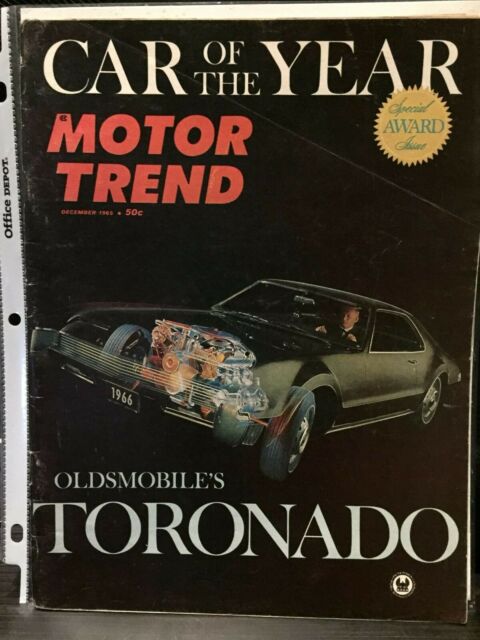 CAR OF THE YEAR
Special
AWARD
Issue
MOTOR
TREND
DECEMBER 1965 • 50c
Office DEPOT.
1966
OLDSMOBILE'S
TORONADO